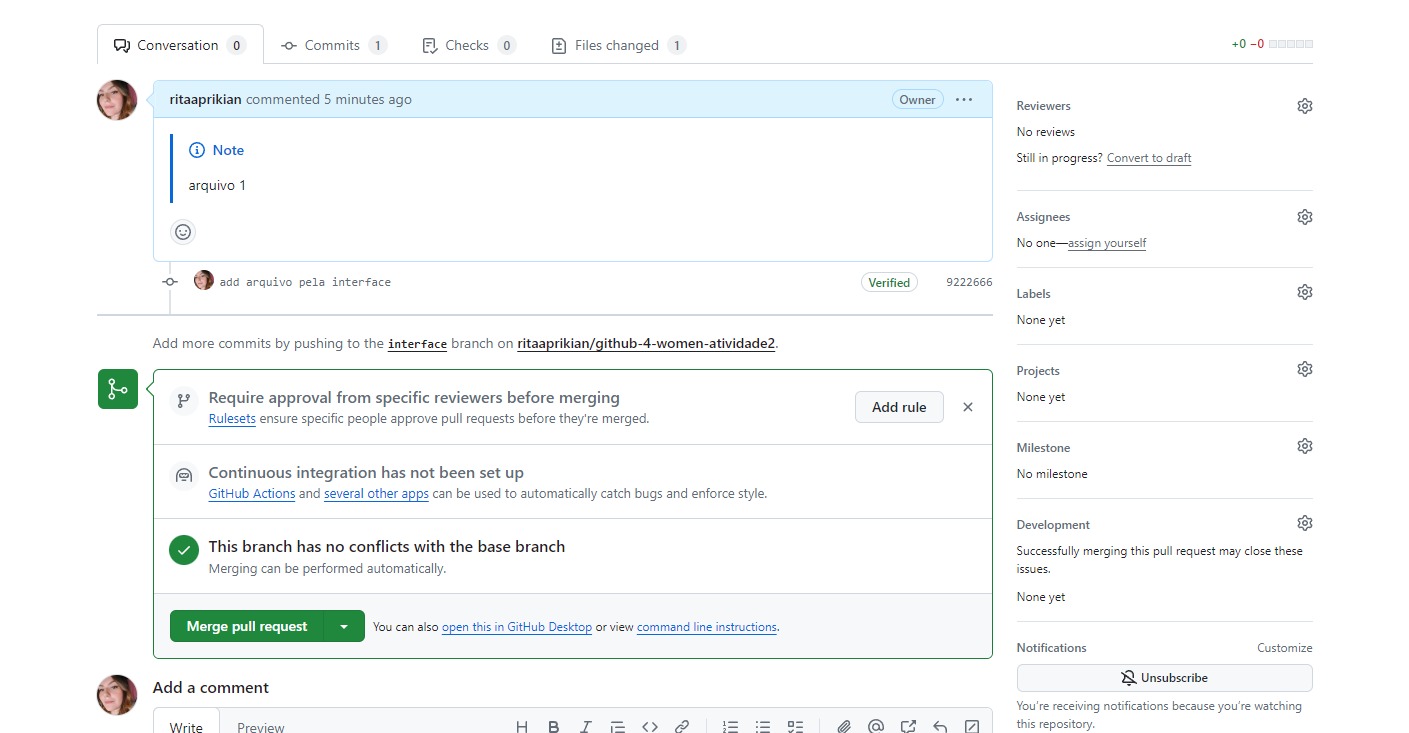 Conversation 0 Commits 1 Checks 0 Files changed 1 +0 −0
ritaaprikian commented 5 minutes ago Owner
Note
arquivo 1
add arquivo pela interface Verified 9222666
Add more commits by pushing to the interface branch on ritaaprikian/github-4-women-atividade2.
Require approval from specific reviewers before merging
Rulesets ensure specific people approve pull requests before they're merged.
Add rule
Continuous integration has not been set up
GitHub Actions and several other apps can be used to automatically catch bugs and enforce style.
This branch has no conflicts with the base branch
Merging can be performed automatically.
Merge pull request You can also open this in GitHub Desktop or view command line instructions.
Add a comment
Write Preview
Reviewers
No reviews
Still in progress? Convert to draft
Assignees
No one—assign yourself
Labels
None yet
Projects
None yet
Milestone
No milestone
Development
Successfully merging this pull request may close these
issues.
None yet
Notifications Customize
Unsubscribe
You're receiving notifications because you're watching
this repository.